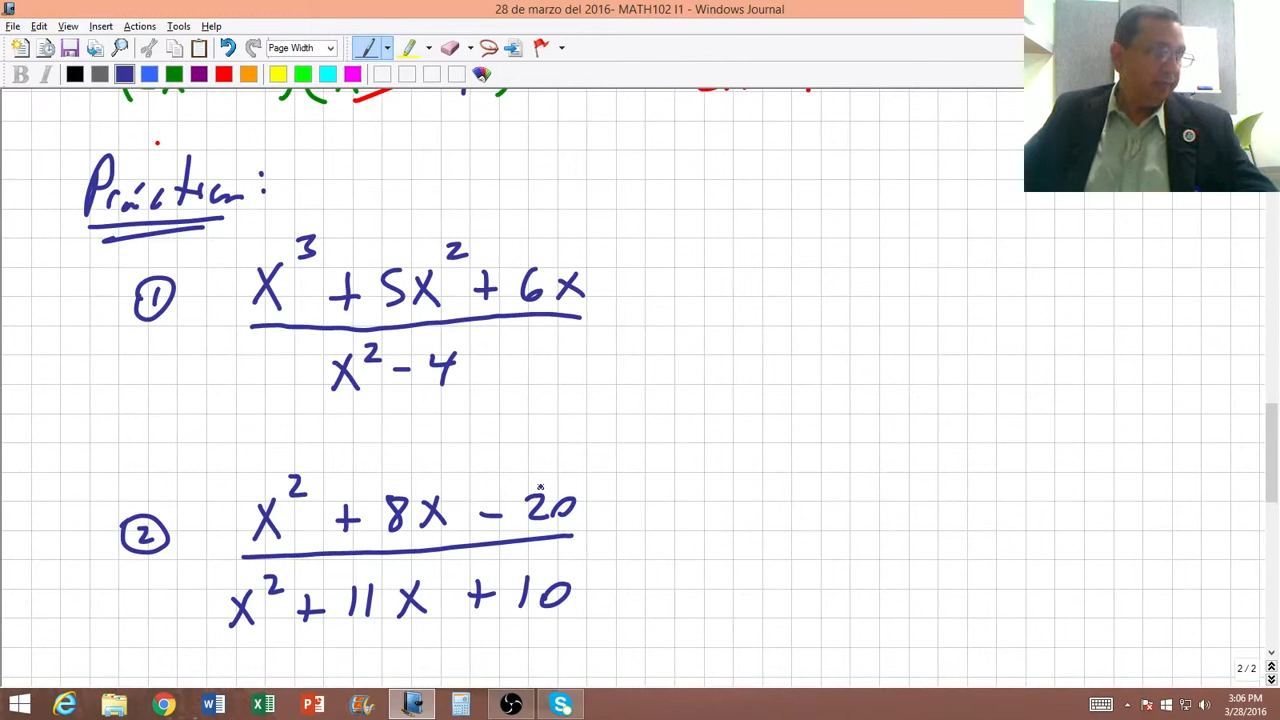 28 de marzo del 2016- MATH102 I1 - Windows Journal
File Edit View Insert Actions Tools Help
Page Width
B I
Práctica:
① x³ + 5x² + 6x
x² - 4
② x² + 8x - 20
x² + 11x + 10
2 / 2
3:06 PM
3/28/2016